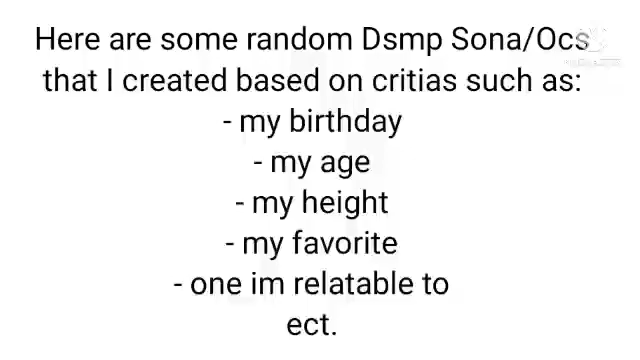 Here are some random Dsmp Sona/Ocs
that I created based on critias such as:
- my birthday
- my age
- my height
- my favorite
- one im relatable to
ect.